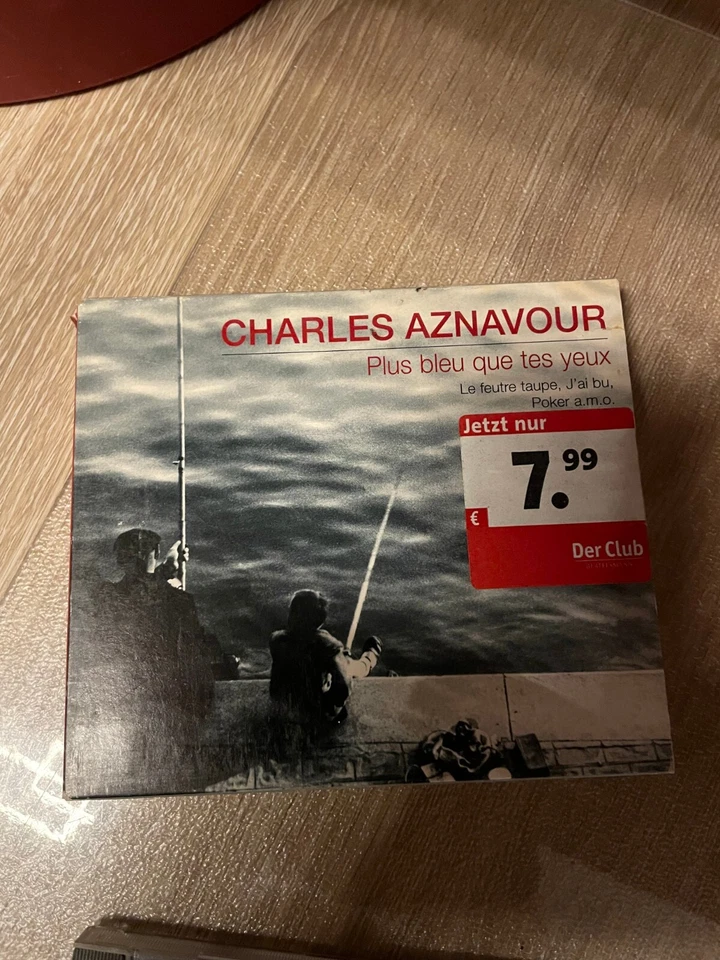 CHARLES AZNAVOUR
Plus bleu que tes yeux
Le feutre taupe, J'ai bu,
Poker a.m.o.
Jetzt nur
7.99
€
Der Club